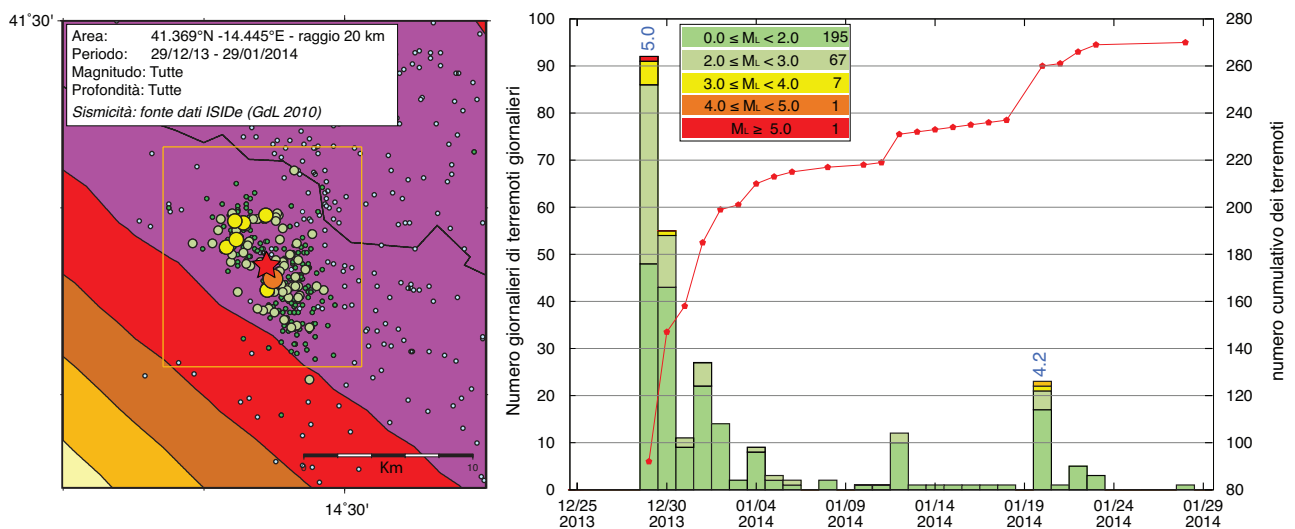 41°30'
Area: 41.369°N -14.445°E - raggio 20 km
Periodo: 29/12/13 - 29/01/2014
Magnitudo: Tutte
Profondità: Tutte
Sismicità: fonte dati ISIDe (GdL 2010)
0 Km 10
14°30'
Numero giornalieri di terremoti giornalieri
100
90
80
70
60
50
40
30
20
10
0
5.0
0.0 ≤ ML < 2.0 195
2.0 ≤ ML < 3.0 67
3.0 ≤ ML < 4.0 7
4.0 ≤ ML < 5.0 1
ML ≥ 5.0 1
4.2
280
260
240
220
200
180
160
140
120
100
80
numero cumulativo dei terremoti
12/25 12/30 01/04 01/09 01/14 01/19 01/24 01/29
2013 2013 2014 2014 2014 2014 2014 2014